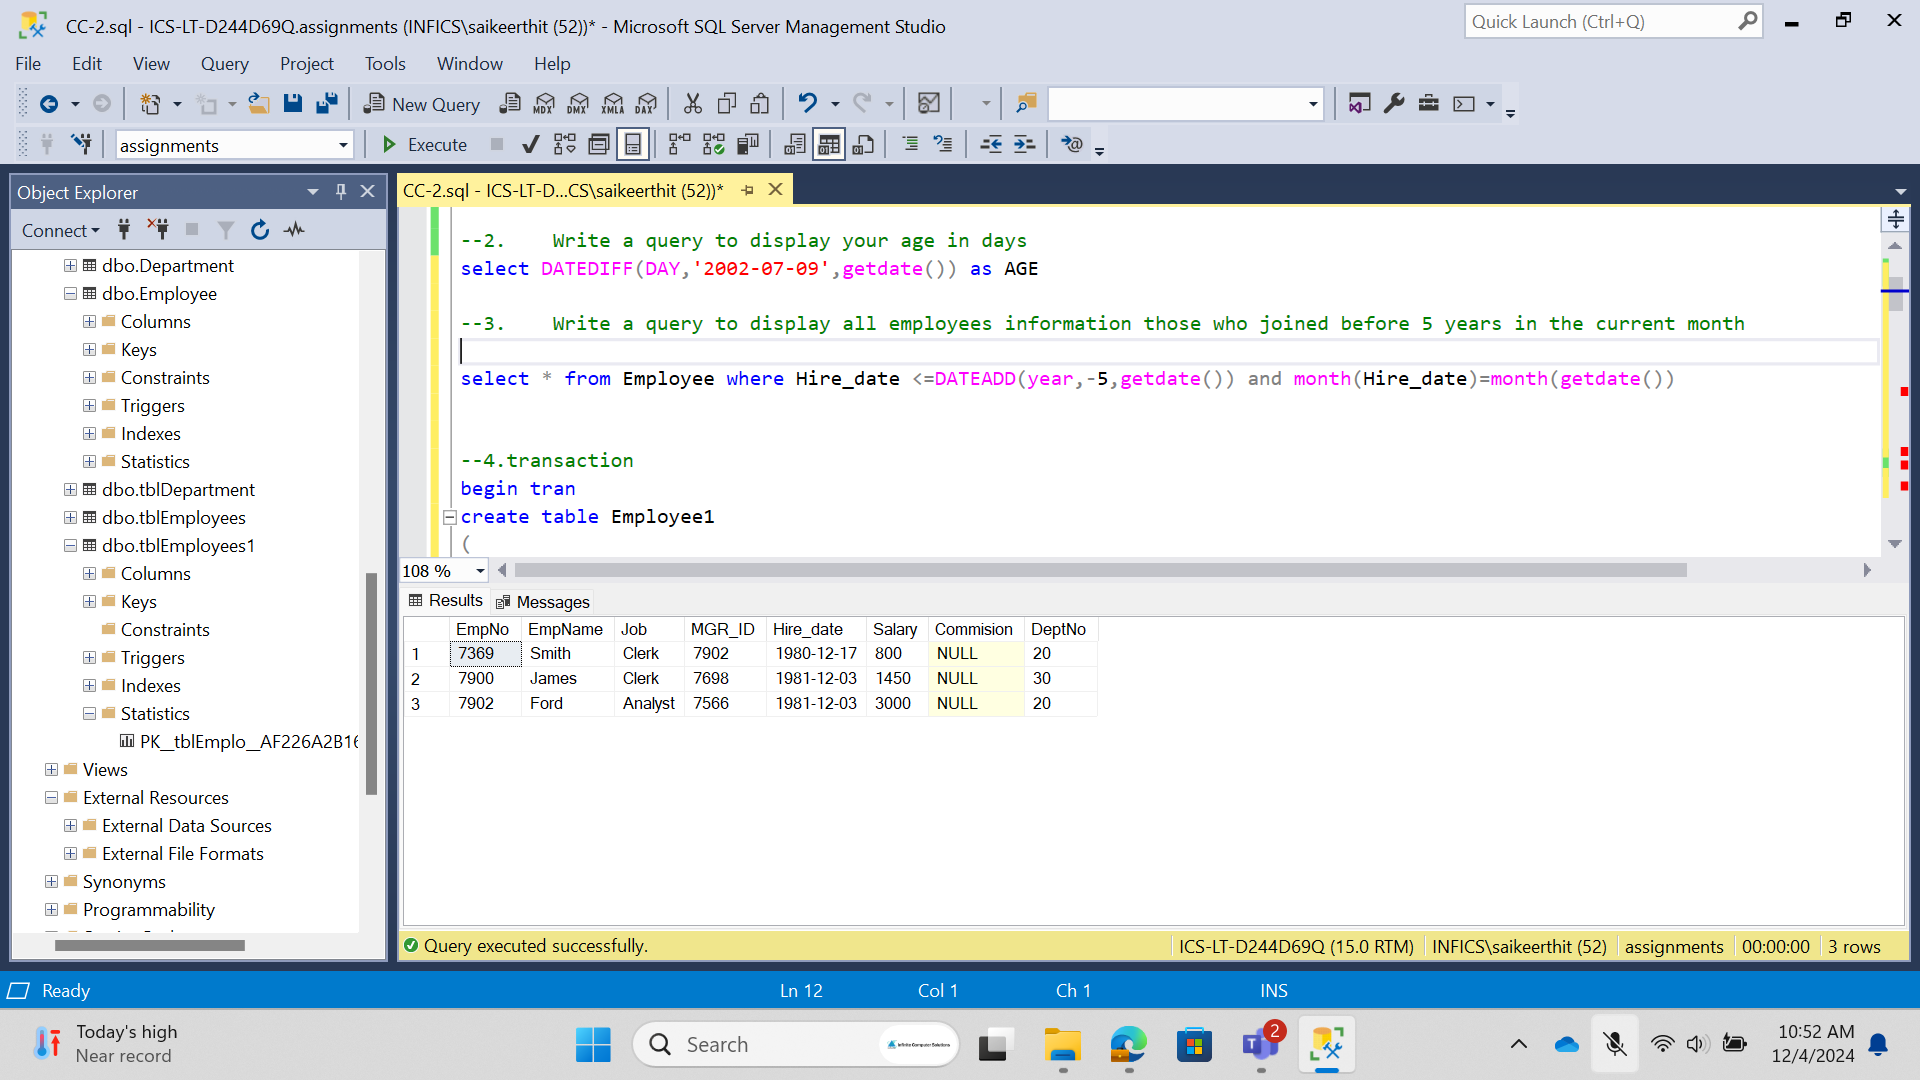 CC-2.sql - ICS-LT-D244D69Q.assignments (INFICS\saikeerthit (52))* - Microsoft SQL Server Management Studio
Quick Launch (Ctrl+Q)
File Edit View Query Project Tools Window Help
New Query MDX DMX XMLA DAX
assignments Execute
Object Explorer
Connect
dbo.Department
dbo.Employee
Columns
Keys
Constraints
Triggers
Indexes
Statistics
dbo.tblDepartment
dbo.tblEmployees
dbo.tblEmployees1
Columns
Keys
Constraints
Triggers
Indexes
Statistics
PK__tblEmplo__AF226A2B16
Views
External Resources
External Data Sources
External File Formats
Synonyms
Programmability
CC-2.sql - ICS-LT-D...CS\saikeerthit (52))*
--2. Write a query to display your age in days
select DATEDIFF(DAY,'2002-07-09',getdate()) as AGE
--3. Write a query to display all employees information those who joined before 5 years in the current month
select * from Employee where Hire_date <=DATEADD(year,-5,getdate()) and month(Hire_date)=month(getdate())
--4.transaction
begin tran
create table Employee1
(
108 %
Results Messages
EmpNo EmpName Job MGR_ID Hire_date Salary Commision DeptNo
1 7369 Smith Clerk 7902 1980-12-17 800 NULL 20
2 7900 James Clerk 7698 1981-12-03 1450 NULL 30
3 7902 Ford Analyst 7566 1981-12-03 3000 NULL 20
Query executed successfully. ICS-LT-D244D69Q (15.0 RTM) INFICS\saikeerthit (52) assignments 00:00:00 3 rows
Ready Ln 12 Col 1 Ch 1 INS
Today's high
Near record
Search
Infinite Computer Solutions
2
10:52 AM
12/4/2024